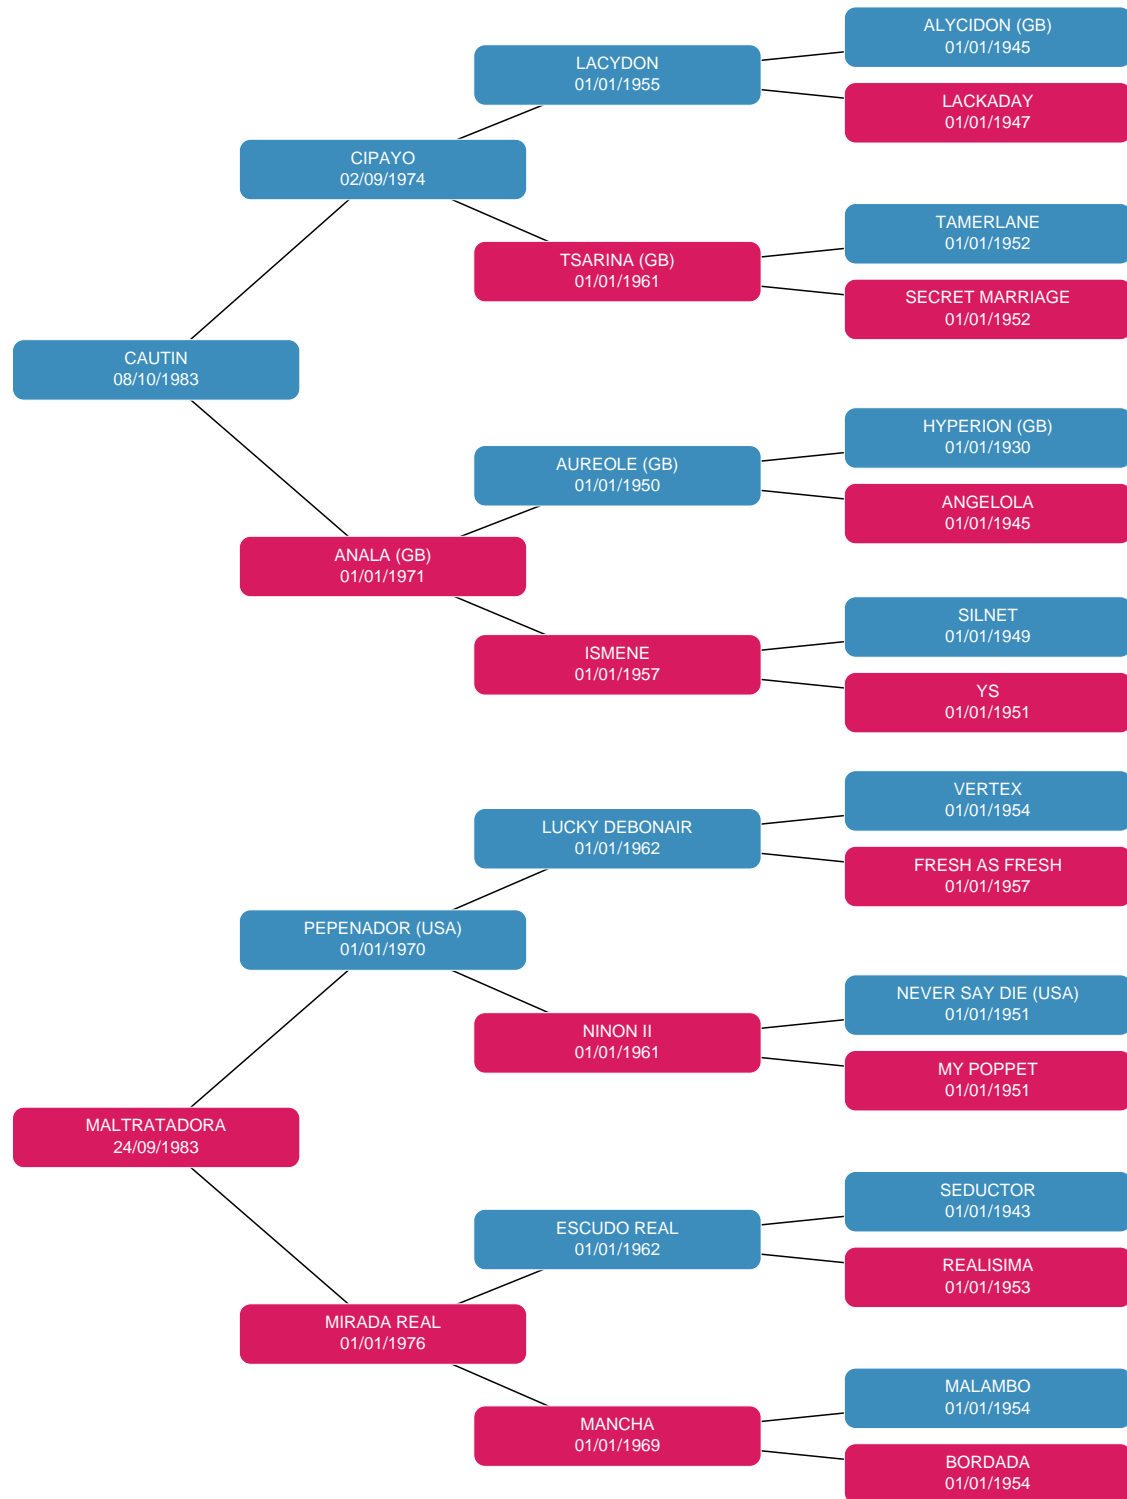 ALYCIDON (GB)
01/01/1945
LACYDON
01/01/1955
LACKADAY
01/01/1947
CIPAYO
02/09/1974
TAMERLANE
01/01/1952
TSARINA (GB)
01/01/1961
SECRET MARRIAGE
01/01/1952
CAUTIN
08/10/1983
HYPERION (GB)
01/01/1930
AUREOLE (GB)
01/01/1950
ANGELOLA
01/01/1945
ANALA (GB)
01/01/1971
SILNET
01/01/1949
ISMENE
01/01/1957
YS
01/01/1951
VERTEX
01/01/1954
LUCKY DEBONAIR
01/01/1962
FRESH AS FRESH
01/01/1957
PEPENADOR (USA)
01/01/1970
NEVER SAY DIE (USA)
01/01/1951
NINON II
01/01/1961
MY POPPET
01/01/1951
MALTRATADORA
24/09/1983
SEDUCTOR
01/01/1943
ESCUDO REAL
01/01/1962
REALISIMA
01/01/1953
MIRADA REAL
01/01/1976
MALAMBO
01/01/1954
MANCHA
01/01/1969
BORDADA
01/01/1954